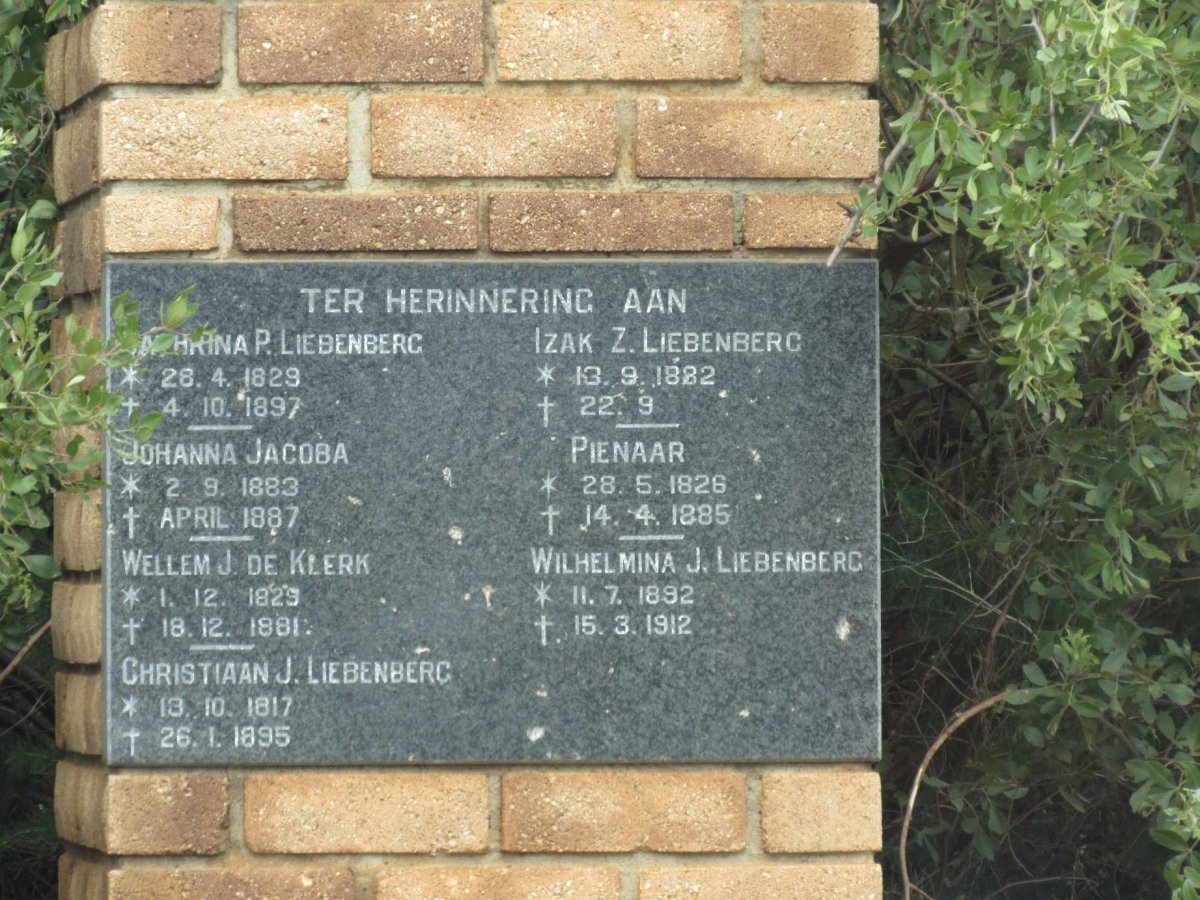 TER HERINNERING AAN
CATHRINA P. LIEBENBERG
* 28. 4. 1829
† 4. 10. 1897
JOHANNA JACOBA
* 2. 9. 1883
† APRIL 1887
WELLEM J. DE KLERK
* 1. 12. 1829
† 18. 12. 1881
CHRISTIAAN J. LIEBENBERG
* 13. 10. 1817
† 26. 1. 1895
IZAK Z. LIEBENBERG
* 13. 9. 1882
† 22. 9
PIENAAR
* 28. 5. 1826
† 14. 4. 1885
WILHELMINA J. LIEBENBERG
* 11. 7. 1892
† 15. 3. 1912